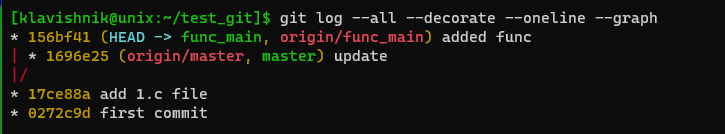 [klavishnik@unix:~/test_git]$ git log --all --decorate --oneline --graph
* 156bf41 (HEAD -> func_main, origin/func_main) added func
| * 1696e25 (origin/master, master) update
|/
* 17ce88a add 1.c file
* 0272c9d first commit